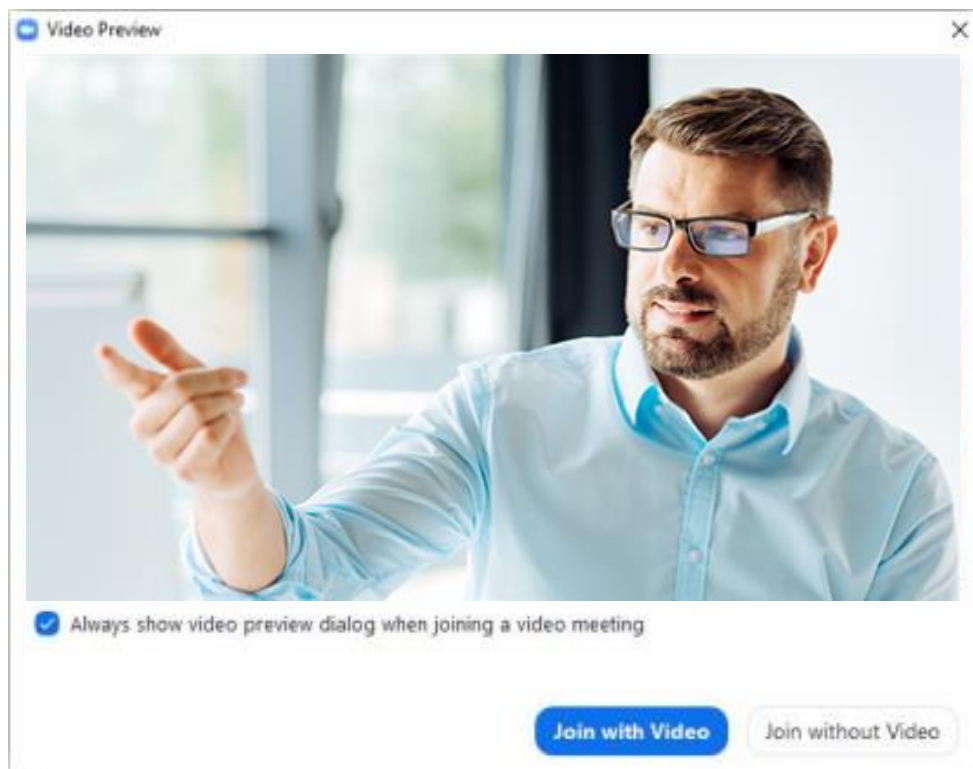 Video Preview
Always show video preview dialog when joining a video meeting
Join with Video
Join without Video